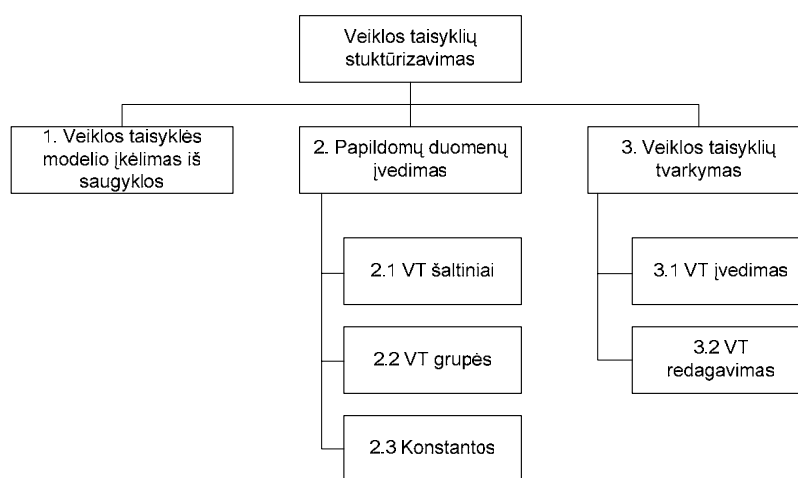 Veiklos taisyklių
stuktūrizavimas
1. Veiklos taisyklės
modelio įkėlimas iš
saugyklos
2. Papildomų duomenų
įvedimas
3. Veiklos taisyklių
tvarkymas
2.1 VT šaltiniai
2.2 VT grupės
2.3 Konstantos
3.1 VT įvedimas
3.2 VT
redagavimas